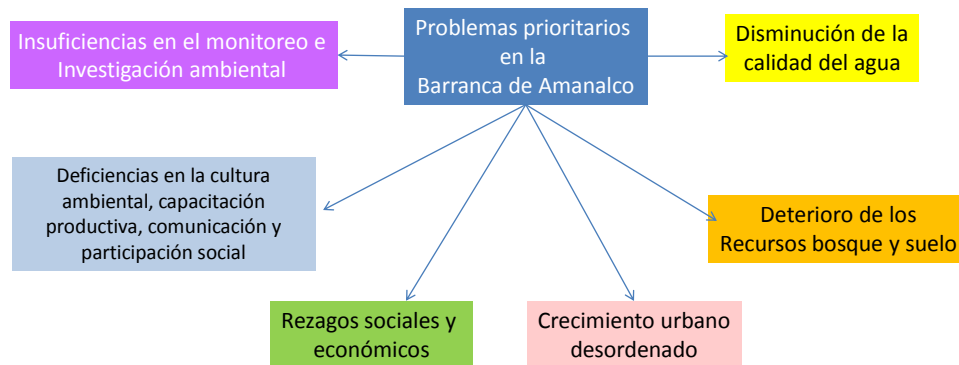 Problemas prioritarios
en la
Barranca de Amanalco
Insuficiencias en el monitoreo e
Investigación ambiental
Disminución de la
calidad del agua
Deficiencias en la cultura
ambiental, capacitación
productiva, comunicación y
participación social
Deterioro de los
Recursos bosque y suelo
Rezagos sociales y
económicos
Crecimiento urbano
desordenado